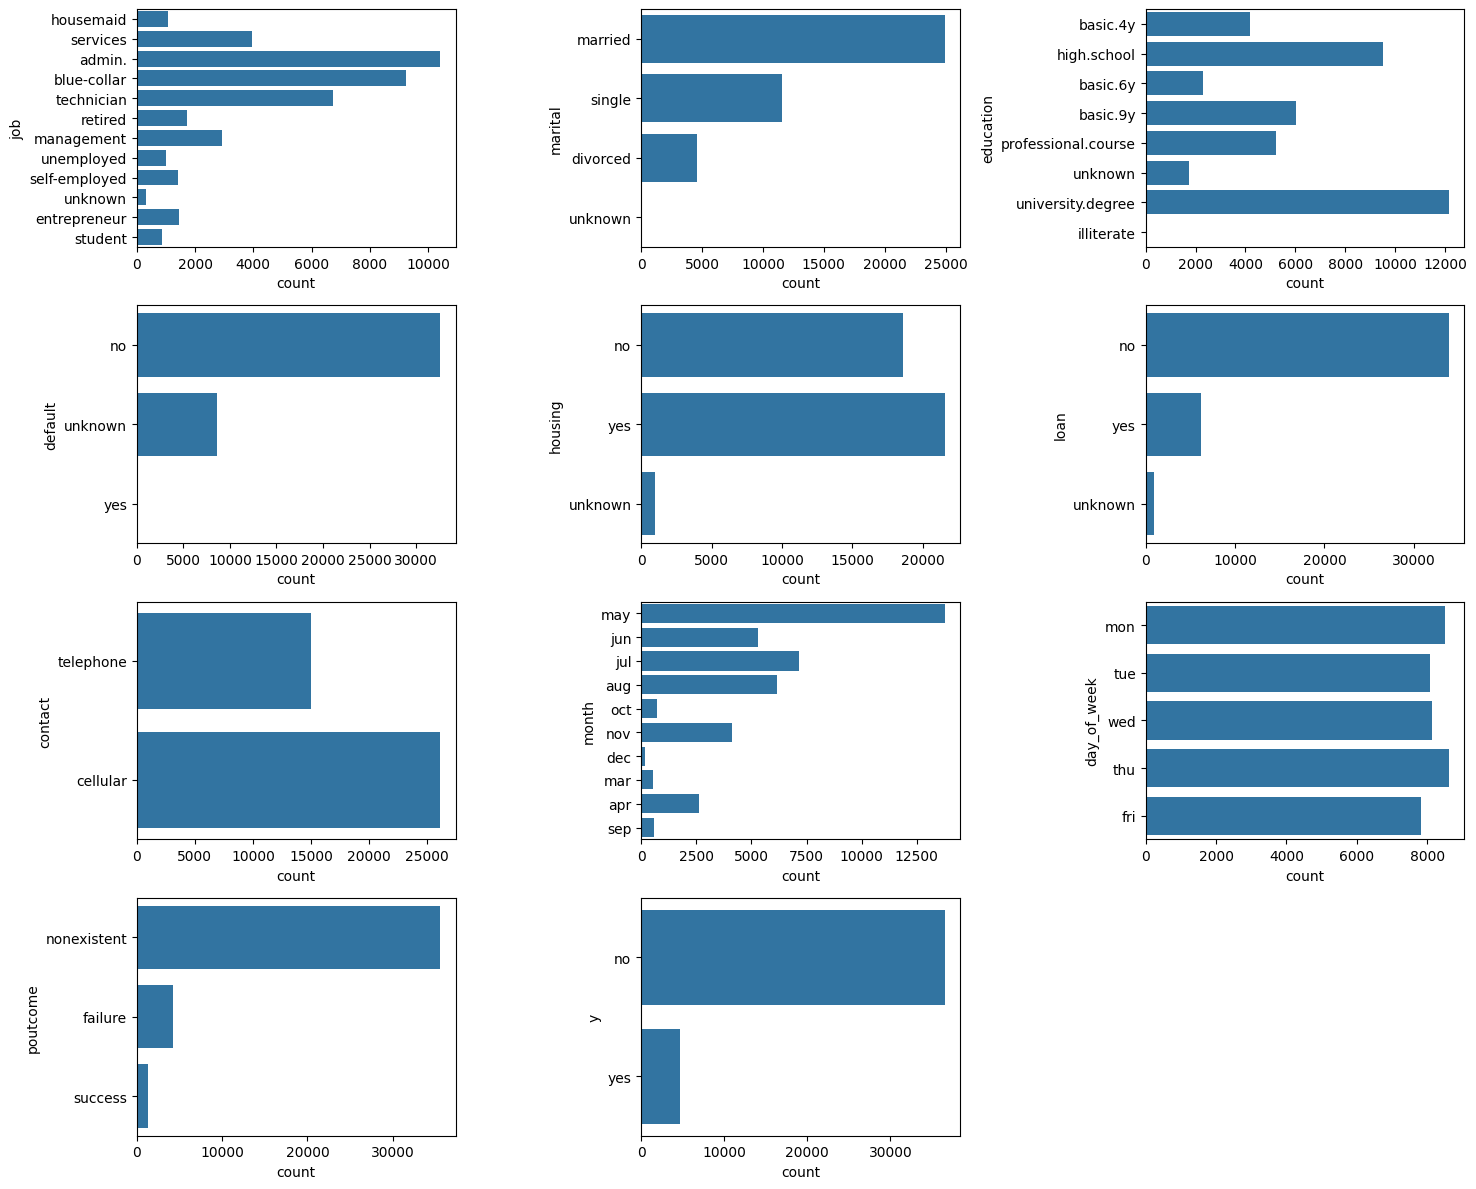 job
housemaid
services
admin.
blue-collar
technician
retired
management
unemployed
self-employed
unknown
entrepreneur
student
0 2000 4000 6000 8000 10000
count
marital
married
single
divorced
unknown
0 5000 10000 15000 20000 25000
count
education
basic.4y
high.school
basic.6y
basic.9y
professional.course
unknown
university.degree
illiterate
0 2000 4000 6000 8000 10000 12000
count
default
no
unknown
yes
0 5000 10000 15000 20000 25000 30000
count
housing
no
yes
unknown
0 5000 10000 15000 20000
count
loan
no
yes
unknown
0 10000 20000 30000
count
contact
telephone
cellular
0 5000 10000 15000 20000 25000
count
month
may
jun
jul
aug
oct
nov
dec
mar
apr
sep
0 2500 5000 7500 10000 12500
count
day_of_week
mon
tue
wed
thu
fri
0 2000 4000 6000 8000
count
poutcome
nonexistent
failure
success
0 10000 20000 30000
count
y
no
yes
0 10000 20000 30000
count